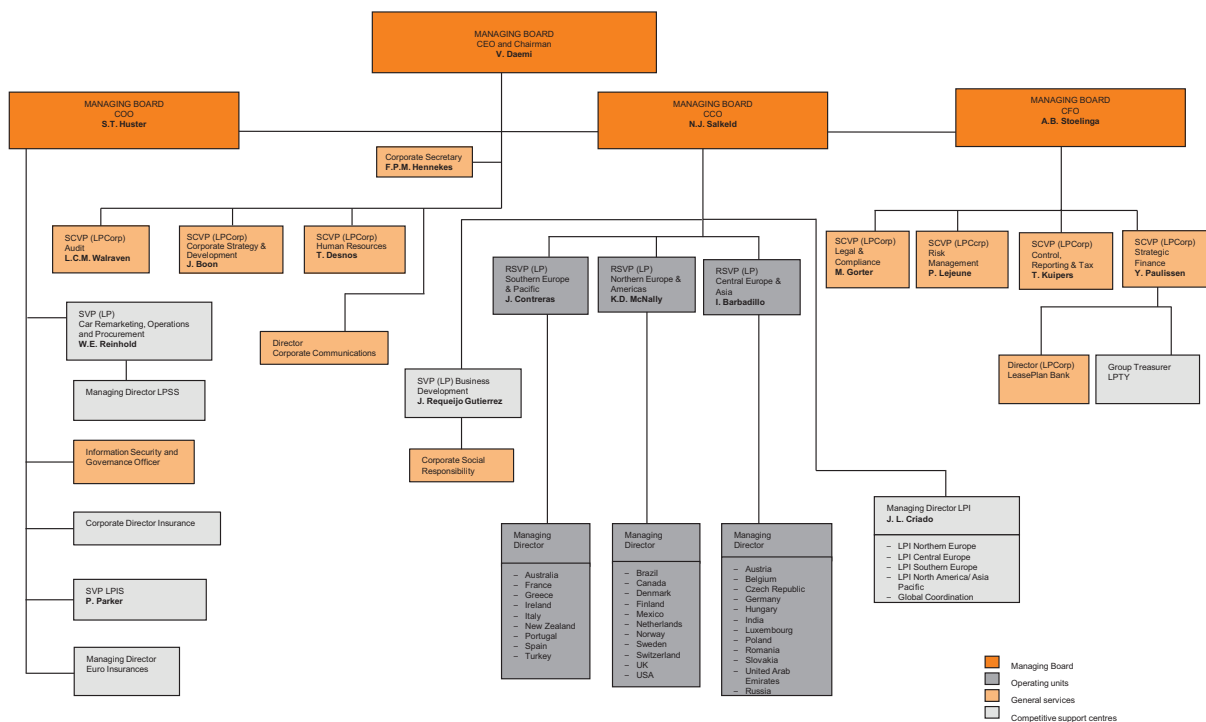 MANAGING BOARD
CEO and Chairman
V. Daemi
MANAGING BOARD
COO
S.T. Huster
MANAGING BOARD
CCO
N.J. Salkeld
MANAGING BOARD
CFO
A.B. Stoelinga
Corporate Secretary
F.P.M. Hennekes
SCVP (LPCorp)
Audit
L.C.M. Walraven
SCVP (LPCorp)
Corporate Strategy &
Development
J. Boon
SCVP (LPCorp)
Human Resources
T. Desnos
SCVP (LPCorp)
Legal &
Compliance
M. Gorter
SCVP (LPCcrp)
Risk
Management
P. Lejeune
SCVP (LPCorp)
Control,
Reporting & Tax
T. Kuipers
SCVP (LPCorp)
Strategic
Finance
Y. Paulissen
RSVP (LP)
Southern Europe
& Pacific
J. Contreras
RSVP (LP)
Northern Europe &
Americas
K.D. McNally
RSVP (LP)
Central Europe &
Asia
I. Barbadillo
SVP (LP)
Car Remarketing, Operations
and Procurement
W.E. Reinhold
Director
Corporate Communications
Director (LPCorp)
LeasePlan Bank
Group Treasurer
LPTY
Managing Director LPSS
SVP (LP) Business
Development
J. Requeijo Gutierrez
Information Security and
Governance Officer
Corporate Social
Responsibility
Corporate Director Insurance
SVP LPIS
P. Parker
Managing Director
Euro Insurances
Managing
Director
– Australia
– France
– Greece
– Ireland
– Italy
– New Zealand
– Portugal
– Spain
– Turkey
Managing
Director
– Brazil
– Canada
– Denmark
– Finland
– Mexico
– Netherlands
– Norway
– Sweden
– Switzerland
– UK
– USA
Managing
Director
– Austria
– Belgium
– Czech Republic
– Germany
– Hungary
– India
– Luxembourg
– Poland
– Romania
– Slovakia
– United Arab
Emirates
– Russia
Managing Director LPI
J. L. Criado
– LPI Northern Europe
– LPI Central Europe
– LPI Southern Europe
– LPI North America/ Asia
Pacific
– Global Coordination
Managing Board
Operating units
General services
Competitive support centres